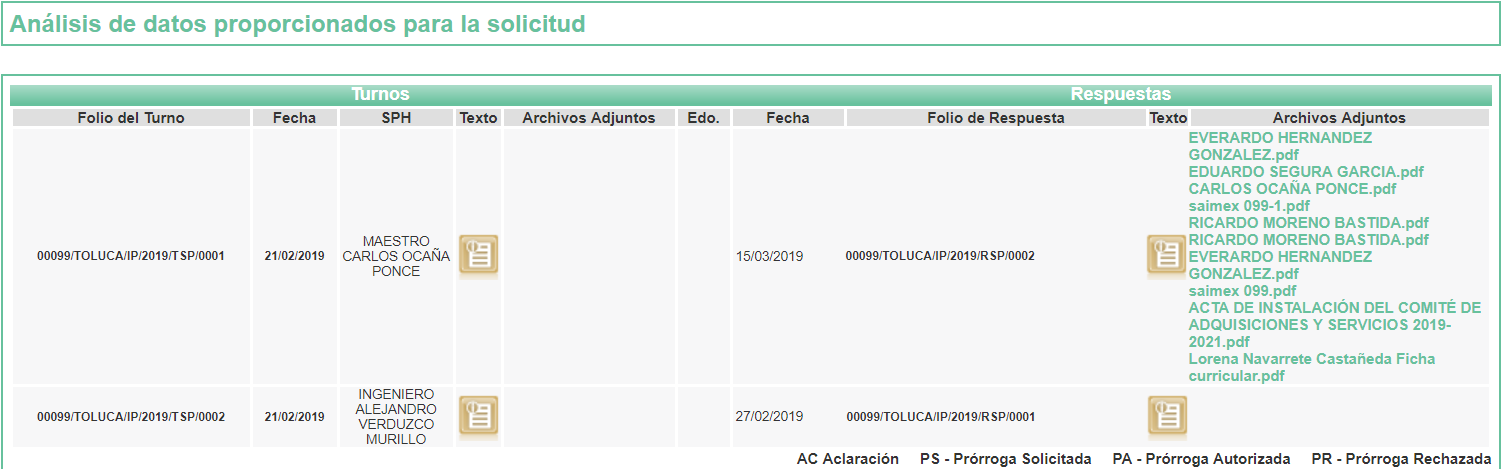 Análisis de datos proporcionados para la solicitud
Turnos Respuestas
Folio del Turno Fecha SPH Texto Archivos Adjuntos Edo. Fecha Folio de Respuesta Texto Archivos Adjuntos
00099/TOLUCA/IP/2019/TSP/0001
21/02/2019
MAESTRO
CARLOS OCAÑA
PONCE
15/03/2019
00099/TOLUCA/IP/2019/RSP/0002
EVERARDO HERNANDEZ
GONZALEZ.pdf
EDUARDO SEGURA GARCIA.pdf
CARLOS OCAÑA PONCE.pdf
saimex 099-1.pdf
RICARDO MORENO BASTIDA.pdf
RICARDO MORENO BASTIDA.pdf
EVERARDO HERNANDEZ
GONZALEZ.pdf
saimex 099.pdf
ACTA DE INSTALACIÓN DEL COMITÉ DE
ADQUISICIONES Y SERVICIOS 2019-
2021.pdf
Lorena Navarrete Castañeda Ficha
curricular.pdf
00099/TOLUCA/IP/2019/TSP/0002
21/02/2019
INGENIERO
ALEJANDRO
VERDUZCO
MURILLO
27/02/2019
00099/TOLUCA/IP/2019/RSP/0001
AC Aclaración PS - Prórroga Solicitada PA - Prórroga Autorizada PR - Prórroga Rechazada